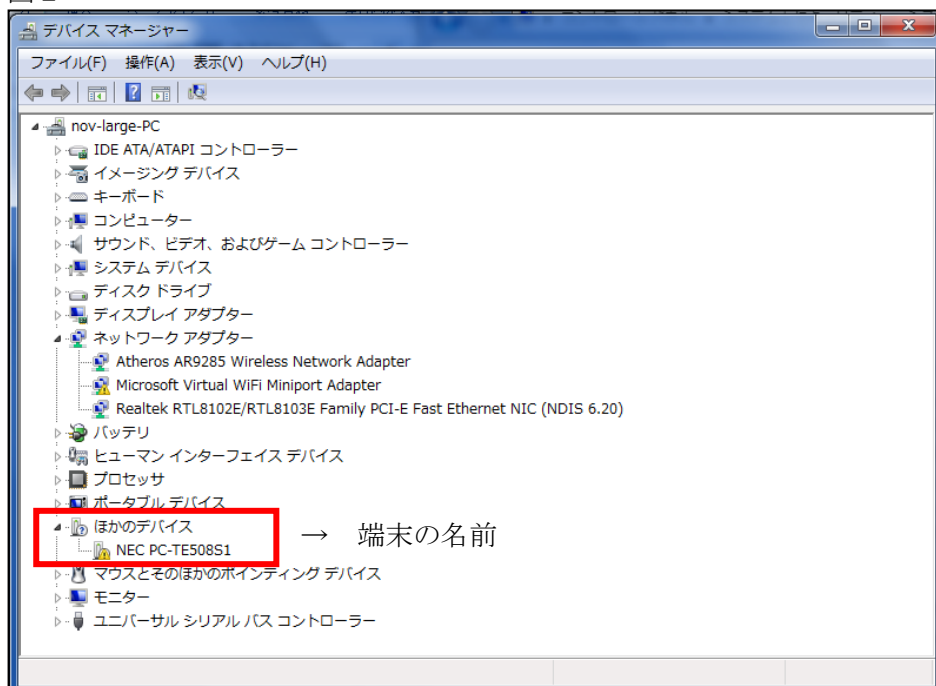 デバイス マネージャー
ファイル(F) 操作(A) 表示(V) ヘルプ(H)
nov-large-PC
IDE ATA/ATAPI コントローラー
イメージング デバイス
キーボード
コンピューター
サウンド、ビデオ、およびゲーム コントローラー
システム デバイス
ディスク ドライブ
ディスプレイ アダプター
ネットワーク アダプター
Atheros AR9285 Wireless Network Adapter
Microsoft Virtual WiFi Miniport Adapter
Realtek RTL8102E/RTL8103E Family PCI-E Fast Ethernet NIC (NDIS 6.20)
バッテリ
ヒューマン インターフェイス デバイス
プロセッサ
ポータブル デバイス
ほかのデバイス
→ 端末の名前
NEC PC-TE508S1
マウスとそのほかのポインティング デバイス
モニター
ユニバーサル シリアル バス コントローラー